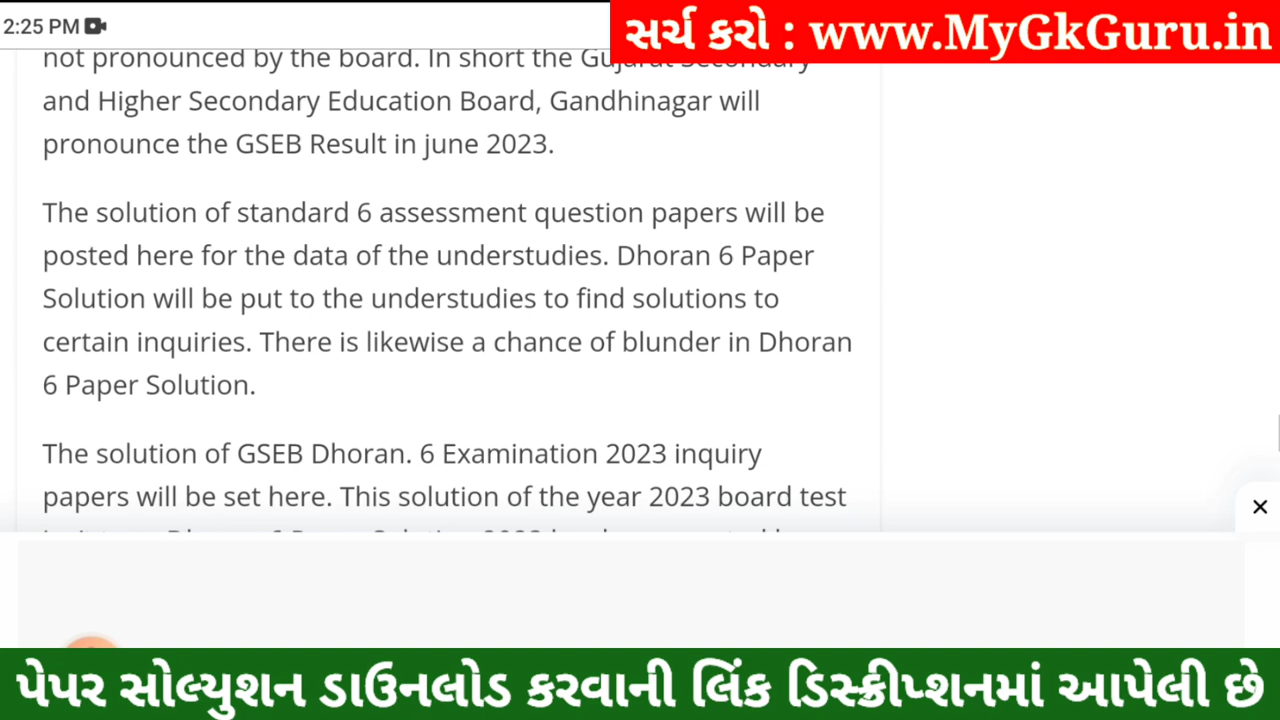 2:25 PM
સર્ચ કરો : www.MyGkGuru.in
not pronounced by the board. In short the Gujarat Secondary
and Higher Secondary Education Board, Gandhinagar will
pronounce the GSEB Result in june 2023.
The solution of standard 6 assessment question papers will be
posted here for the data of the understudies. Dhoran 6 Paper
Solution will be put to the understudies to find solutions to
certain inquiries. There is likewise a chance of blunder in Dhoran
6 Paper Solution.
The solution of GSEB Dhoran. 6 Examination 2023 inquiry
papers will be set here. This solution of the year 2023 board test
પેપર સોલ્યુશન ડાઉનલોડ કરવાની લિંક ડિસ્ક્રીપ્શનમાં આપેલી છે